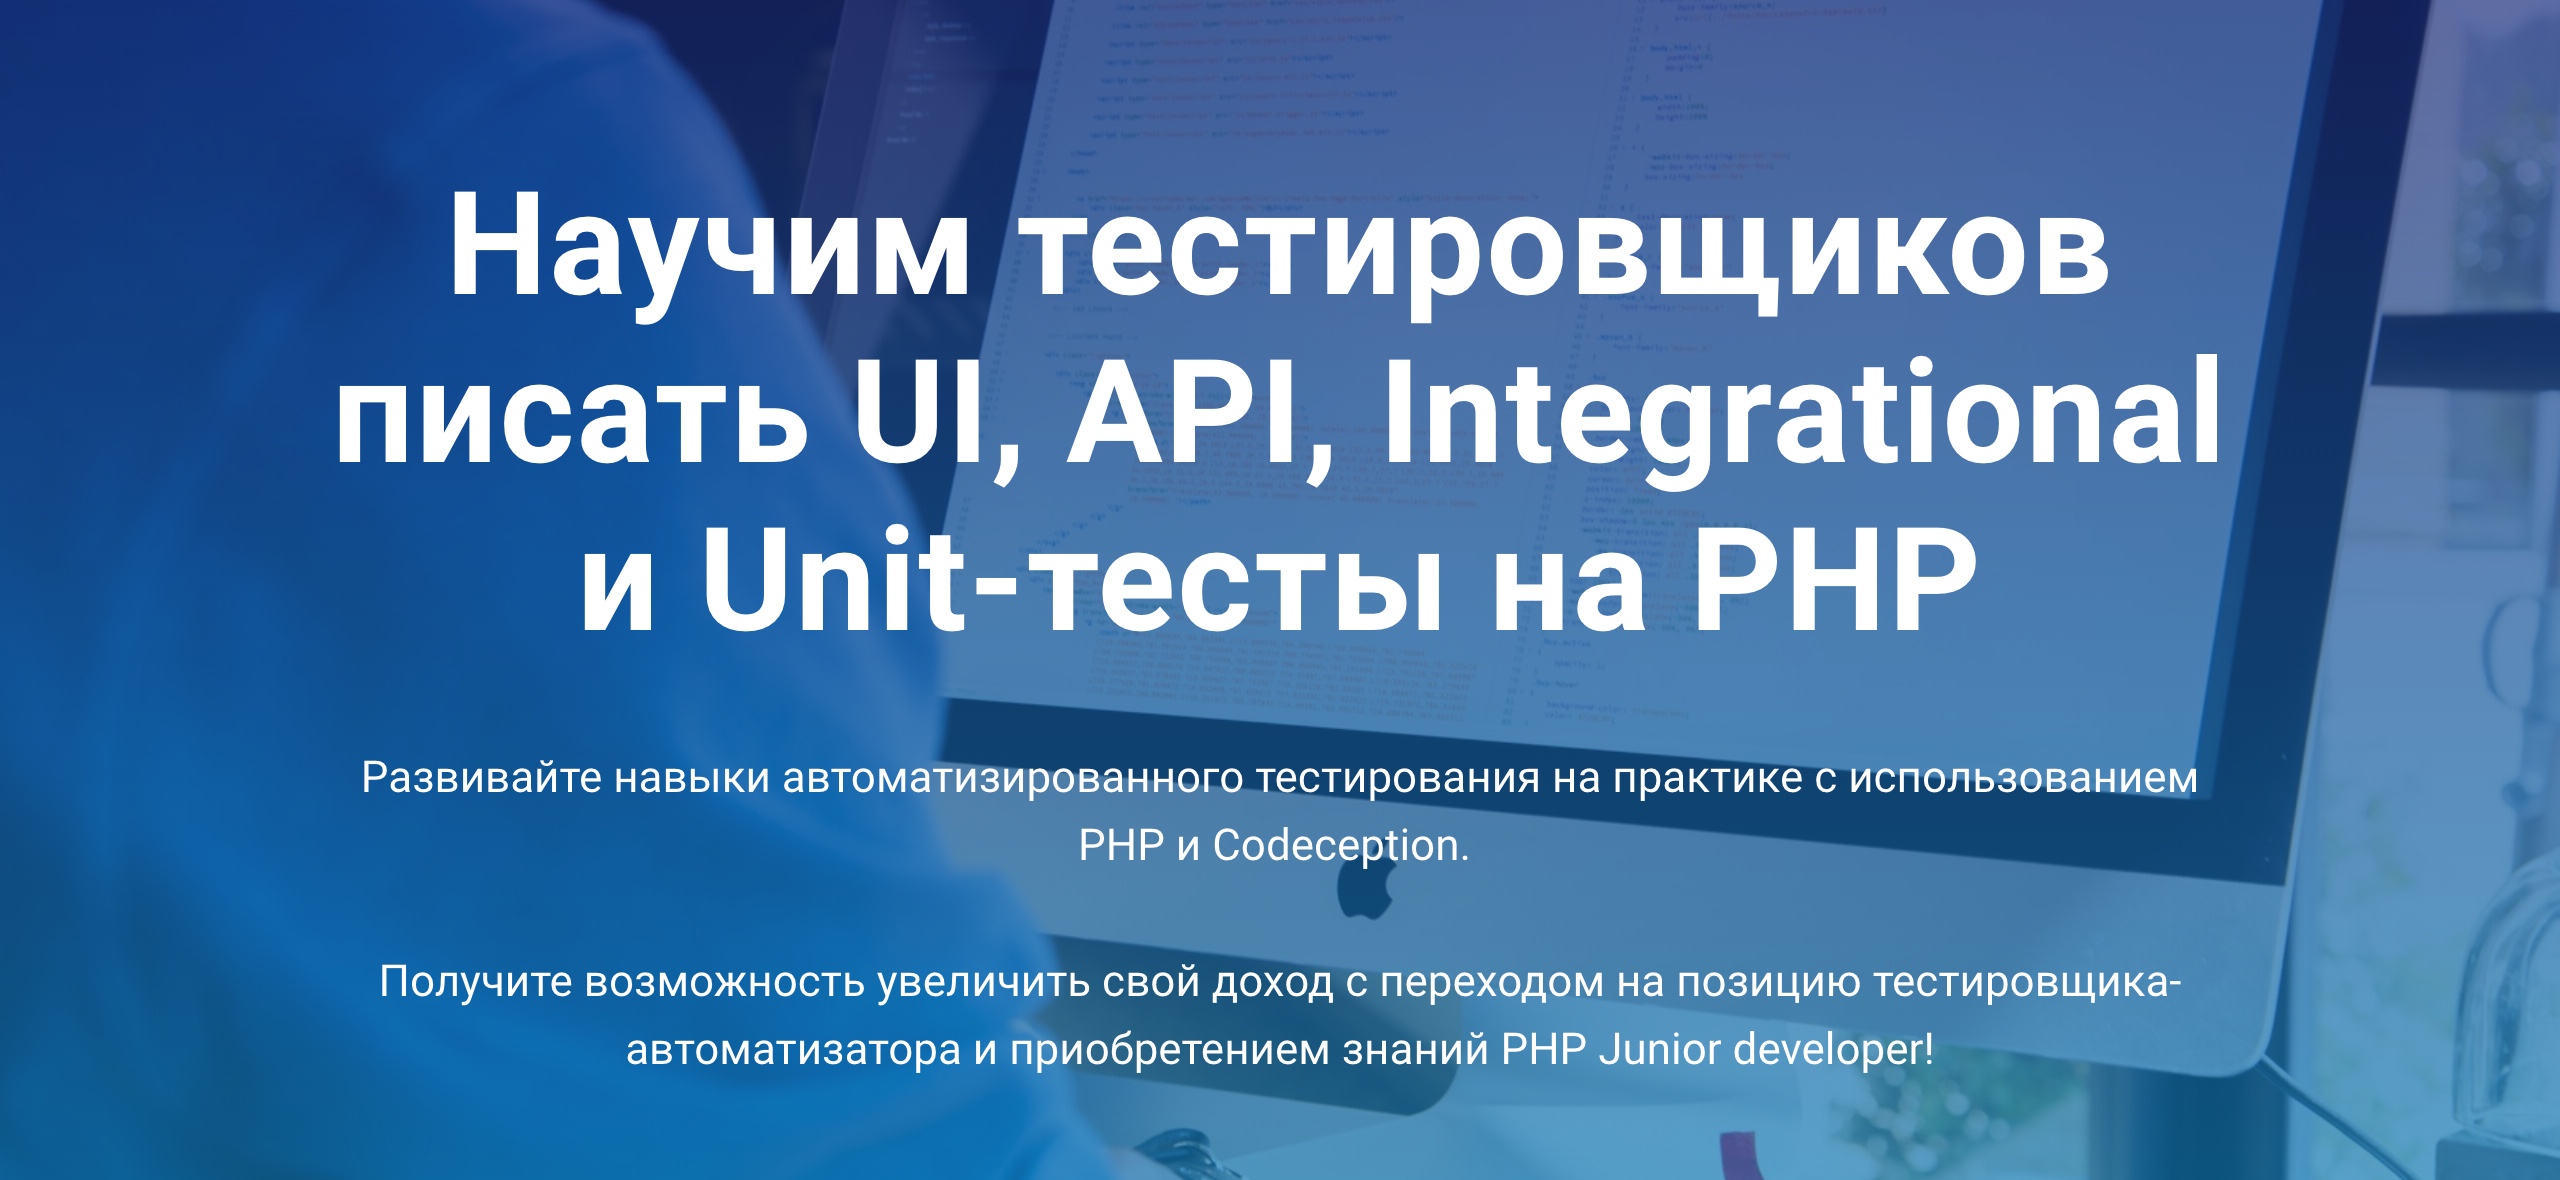 Научим тестировщиков
писать UI, API, Integrational
и Unit-тесты на PHP
Развивайте навыки автоматизированного тестирования на практике с использованием
PHP и Codeception.
Получите возможность увеличить свой доход с переходом на позицию тестировщика-
автоматизатора и приобретением знаний PHP Junior developer!